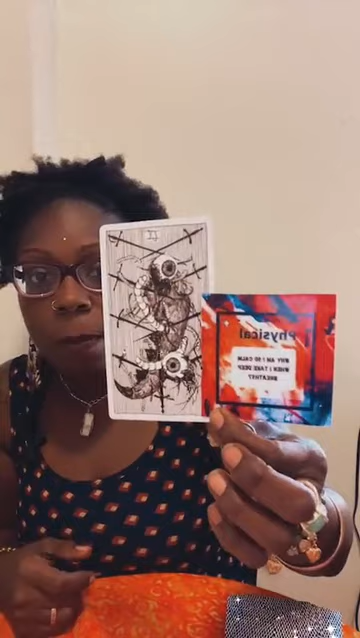 II
Physical
WHY AM I SO CALM
WHEN I TAKE DEEP
BREATHS?